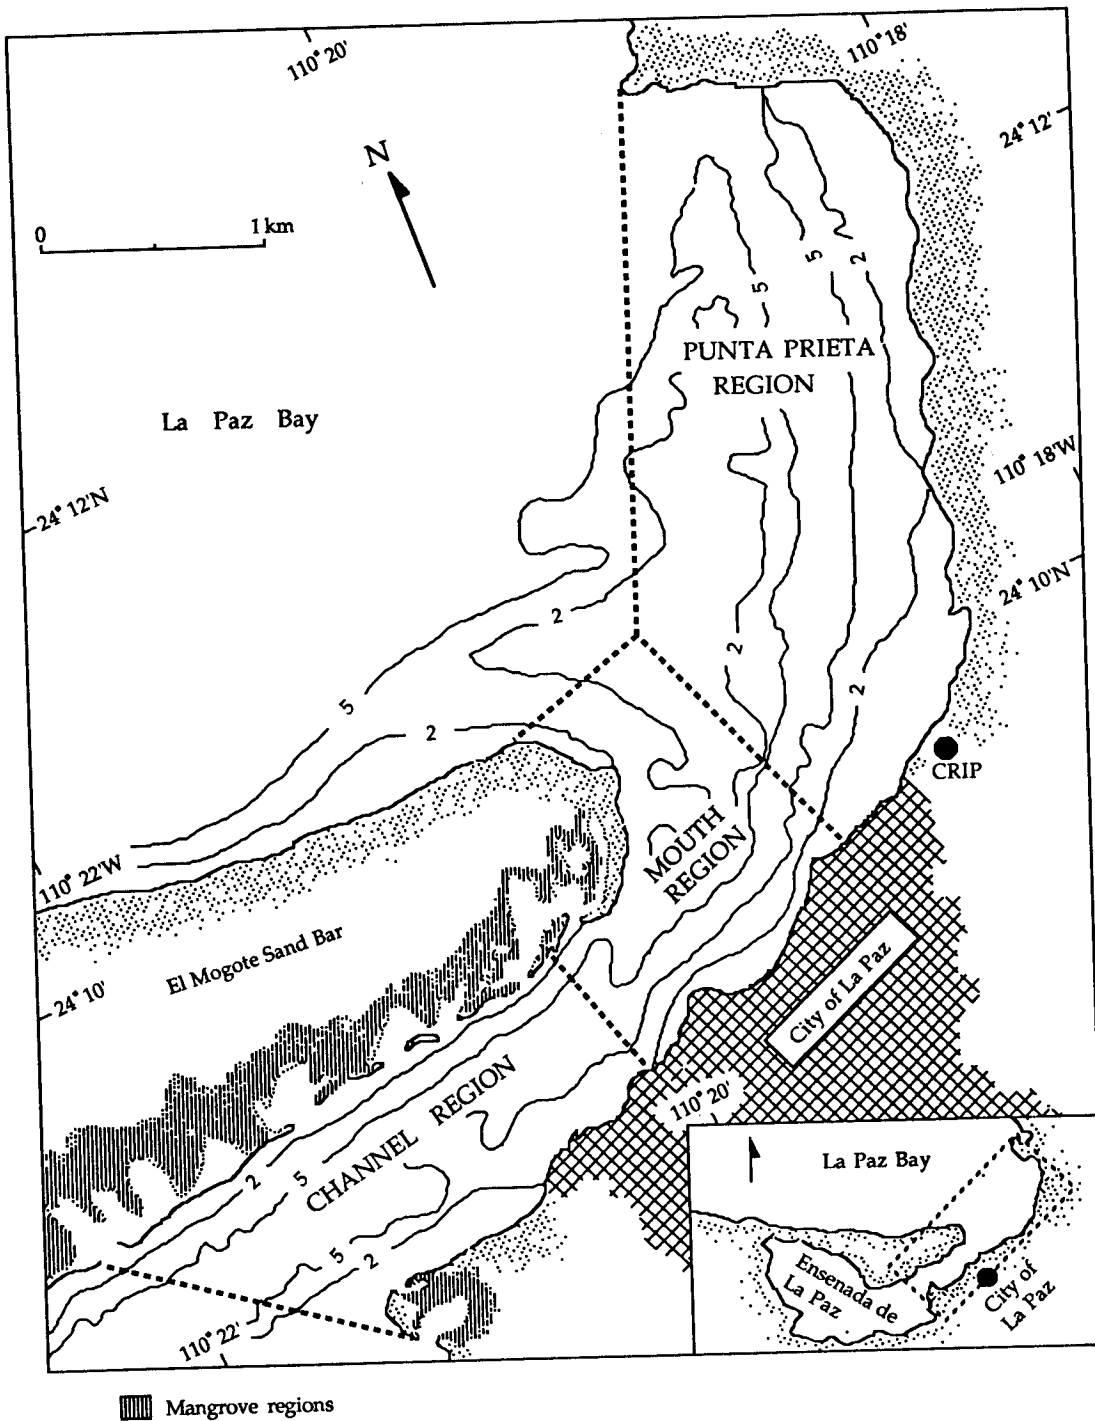 110° 20'
110° 18'
24° 12'
N
0
1 km
5
2
5
PUNTA PRIETA
REGION
La Paz Bay
110° 18'W
24° 12'N
24° 10'N
2
2
2
5
2
CRIP
MOUTH
REGION
110° 22'W
El Mogote Sand Bar
City of La Paz
24° 10'
110° 20'
CHANNEL REGION
2
5
5
2
110° 22'
La Paz Bay
Ensenada de
La Paz
City of
La Paz
Mangrove regions